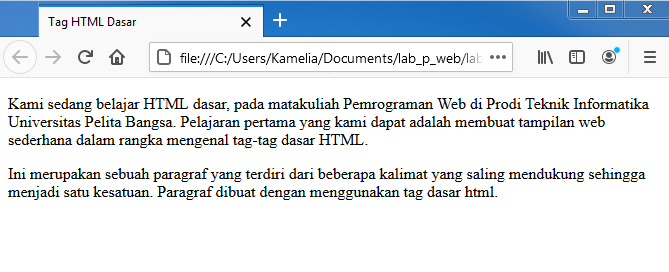 Tag HTML Dasar
file:///C:/Users/Kamelia/Documents/lab_p_web/lab
Kami sedang belajar HTML dasar, pada matakuliah Pemrograman Web di Prodi Teknik Informatika
Universitas Pelita Bangsa. Pelajaran pertama yang kami dapat adalah membuat tampilan web
sederhana dalam rangka mengenal tag-tag dasar HTML.
Ini merupakan sebuah paragraf yang terdiri dari beberapa kalimat yang saling mendukung sehingga
menjadi satu kesatuan. Paragraf dibuat dengan menggunakan tag dasar html.